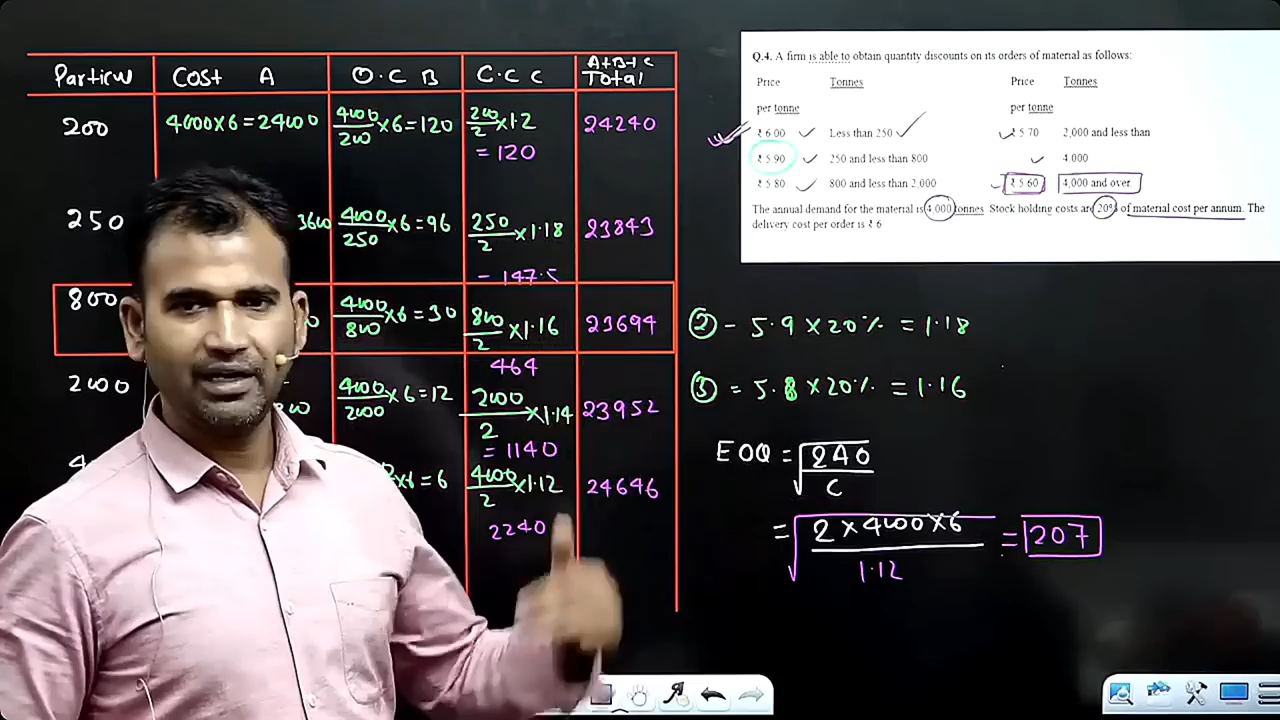 Particul Cost A O.C B C.C C A+B+C Total
200 4000×6=24000 4000/200 ×6=120 200/2 ×1.2 = 120 24240
250 3600 4000/250 ×6=96 250/2 ×1.18 - 147.5 23843
800 0 4000/800 ×6=30 800/2 ×1.16 464 23694
2000 4000/2000 ×6=12 2000/2 ×1.14 = 1140 23952
×6=6 4000/2 ×1.12 2240 24646
Q.4. A firm is able to obtain quantity discounts on its orders of material as follows:
Price Tonnes Price Tonnes
per tonne per tonne
₹ 6.00 Less than 250 ₹ 5.70 2,000 and less than
₹ 5.90 250 and less than 800 4.000
₹ 5.80 800 and less than 2,000 ₹ 5.60 4,000 and over
The annual demand for the material is 4,000 tonnes. Stock holding costs are 20% of material cost per annum. The
delivery cost per order is ₹ 6
② - 5.9 × 20% = 1.18
③ = 5.8 × 20% = 1.16
EOQ = √2AO/C
= √2×4000×6/1.12 = 207